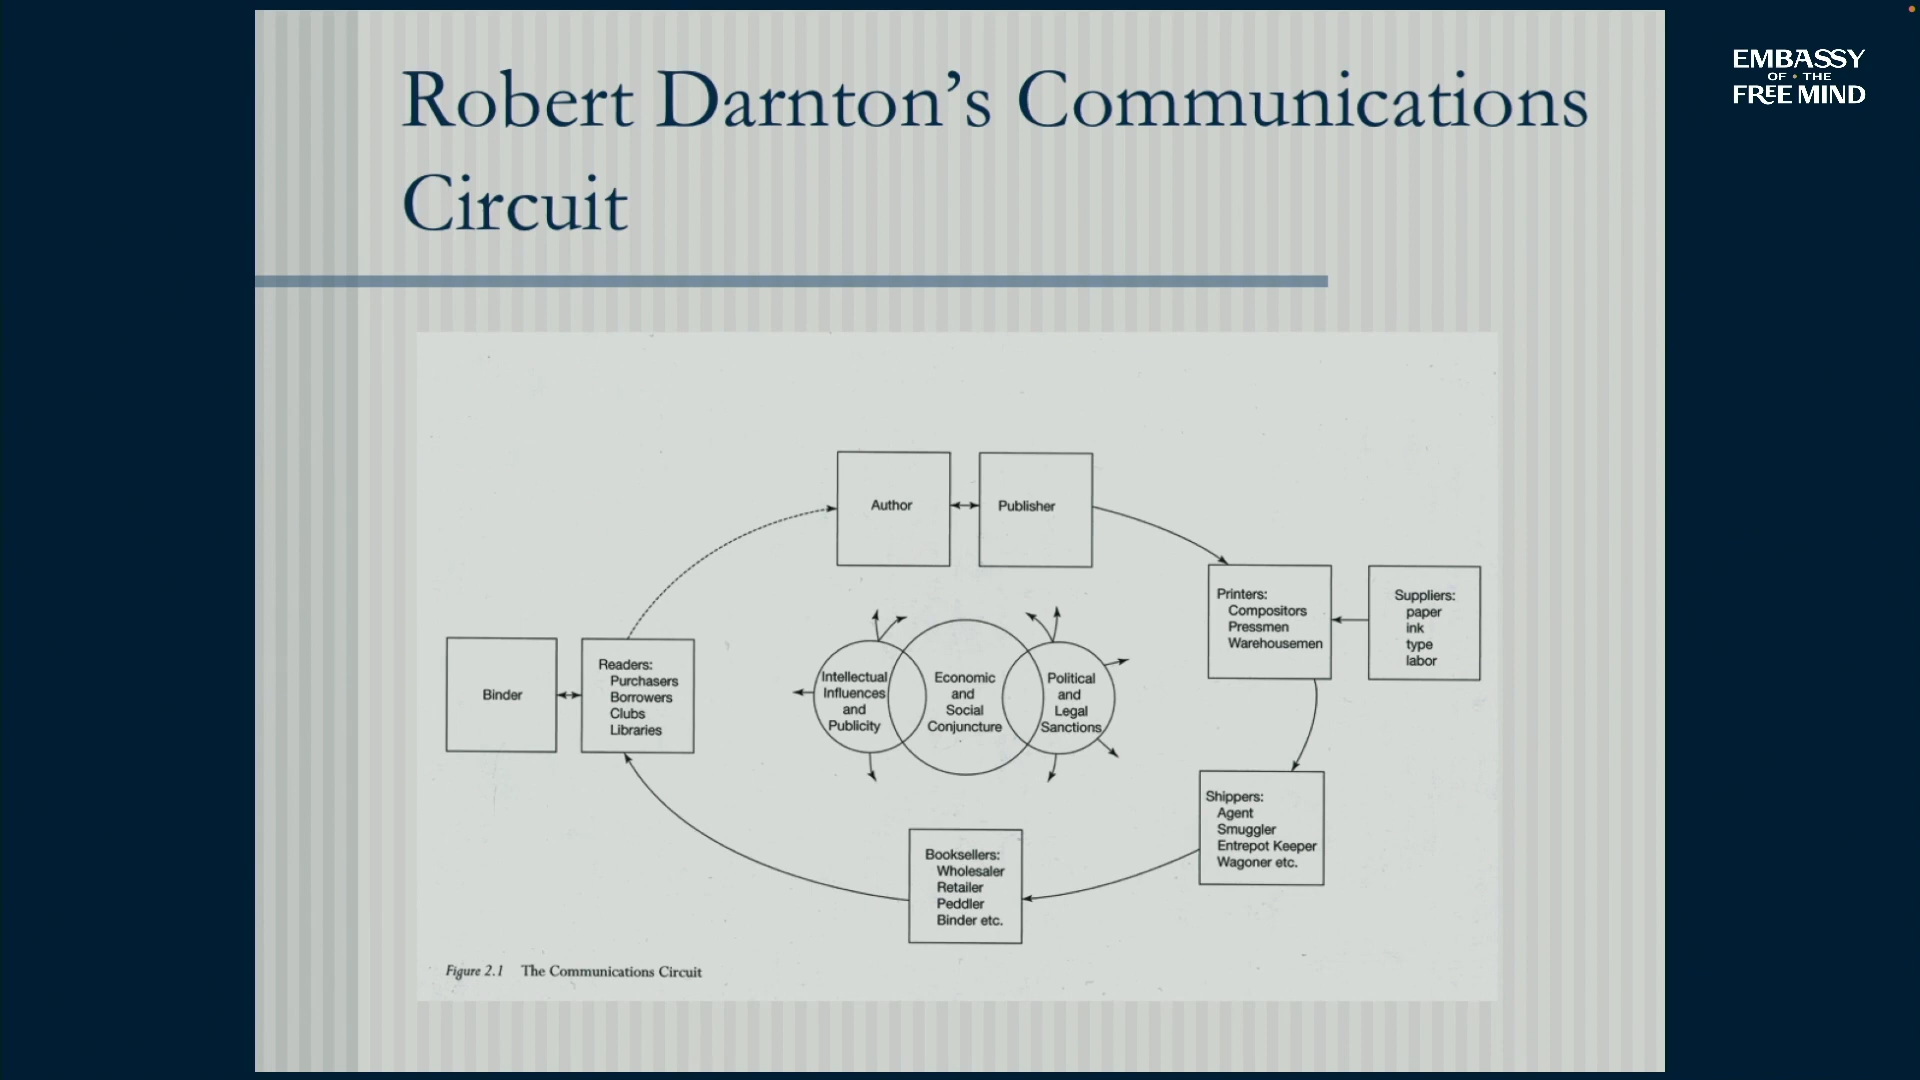 Robert Darnton’s Communications
Circuit
EMBASSY
OF • THE
FREE MIND
Author
Publisher
Printers:
Compositors
Pressmen
Warehousemen
Suppliers:
paper
ink
type
labor
Binder
Readers:
Purchasers
Borrowers
Clubs
Libraries
Intellectual
Influences
and
Publicity
Economic
and
Social
Conjuncture
Political
and
Legal
Sanctions
Shippers:
Agent
Smuggler
Entrepot Keeper
Wagoner etc.
Booksellers:
Wholesaler
Retailer
Peddler
Binder etc.
Figure 2.1 The Communications Circuit